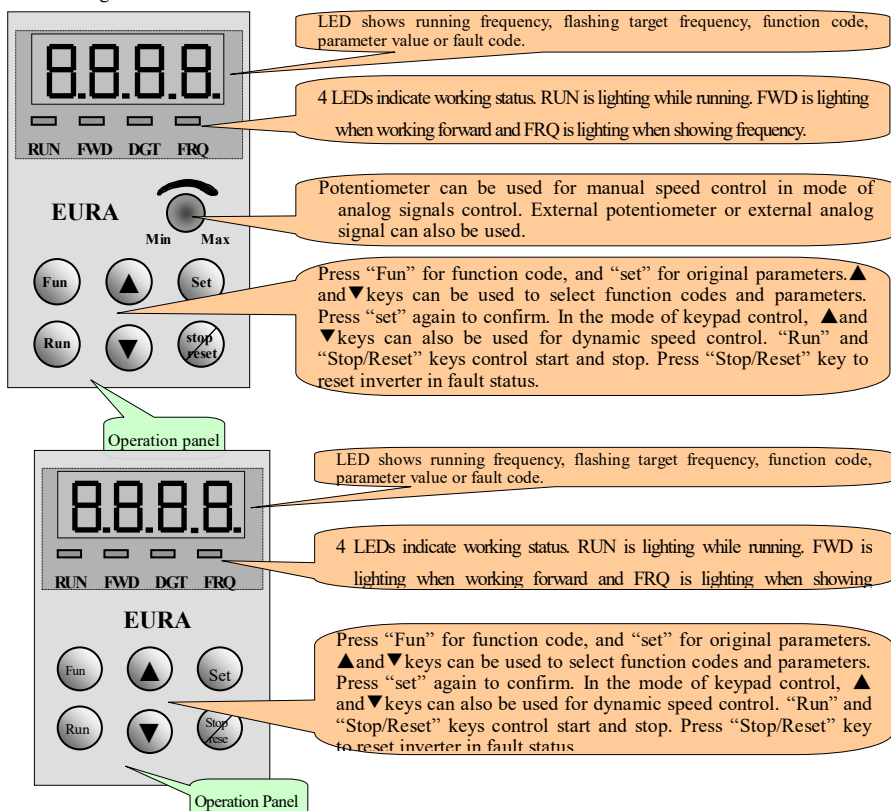 LED shows running frequency, flashing target frequency, function code,
parameter value or fault code.
8.8.8.8.
4 LEDs indicate working status. RUN is lighting while running. FWD is lighting
when working forward and FRQ is lighting when showing frequency.
RUN FWD DGT FRQ
Potentiometer can be used for manual speed control in mode of
analog signals control. External potentiometer or external analog
signal can also be used.
EURA
Min Max
Press “Fun” for function code, and “set” for original parameters.▲
and▼keys can be used to select function codes and parameters.
Press “set” again to confirm. In the mode of keypad control, ▲and
▼keys can also be used for dynamic speed control. “Run” and
“Stop/Reset” keys control start and stop. Press “Stop/Reset” key to
reset inverter in fault status.
Fun ▲ Set
Run ▼ stop
reset
Operation panel
LED shows running frequency, flashing target frequency, function code,
parameter value or fault code.
8.8.8.8.
4 LEDs indicate working status. RUN is lighting while running. FWD is
lighting when working forward and FRQ is lighting when showing
RUN FWD DGT FRQ
EURA
Press “Fun” for function code, and “set” for original parameters.
▲and▼keys can be used to select function codes and parameters.
Press “set” again to confirm. In the mode of keypad control, ▲
and▼keys can also be used for dynamic speed control. “Run” and
“Stop/Reset” keys control start and stop. Press “Stop/Reset” key
to reset inverter in fault status
Fun ▲ Set
Run ▼ Stop
rese
Operation Panel